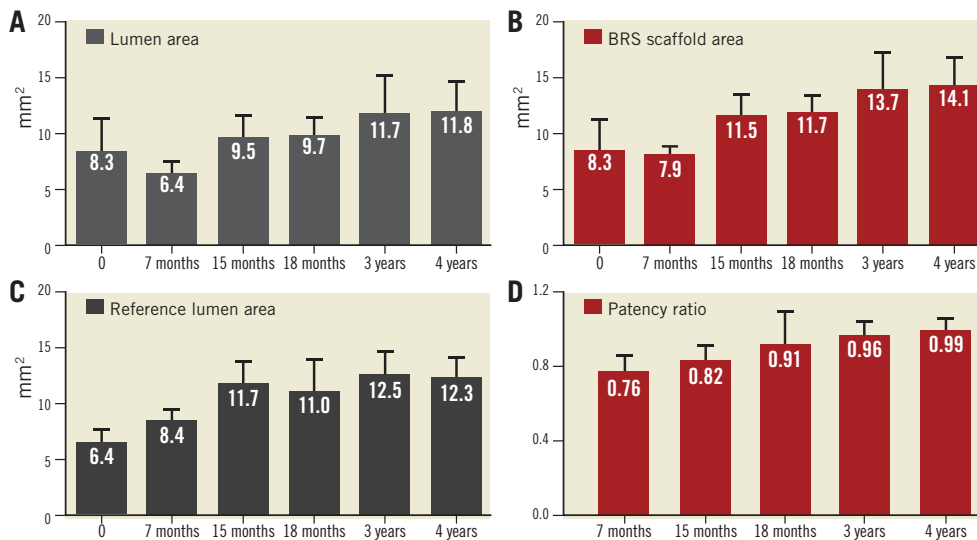 A
Lumen area
mm²
20
15
10
5
0
8.3
6.4
9.5
9.7
11.7
11.8
0 7 months 15 months 18 months 3 years 4 years
B
BRS scaffold area
mm²
20
15
10
5
0
8.3
7.9
11.5
11.7
13.7
14.1
0 7 months 15 months 18 months 3 years 4 years
C
Reference lumen area
mm²
20
15
10
5
0
6.4
8.4
11.7
11.0
12.5
12.3
0 7 months 15 months 18 months 3 years 4 years
D
Patency ratio
1.2
0.8
0.4
0.0
0.76
0.82
0.91
0.96
0.99
7 months 15 months 18 months 3 years 4 years